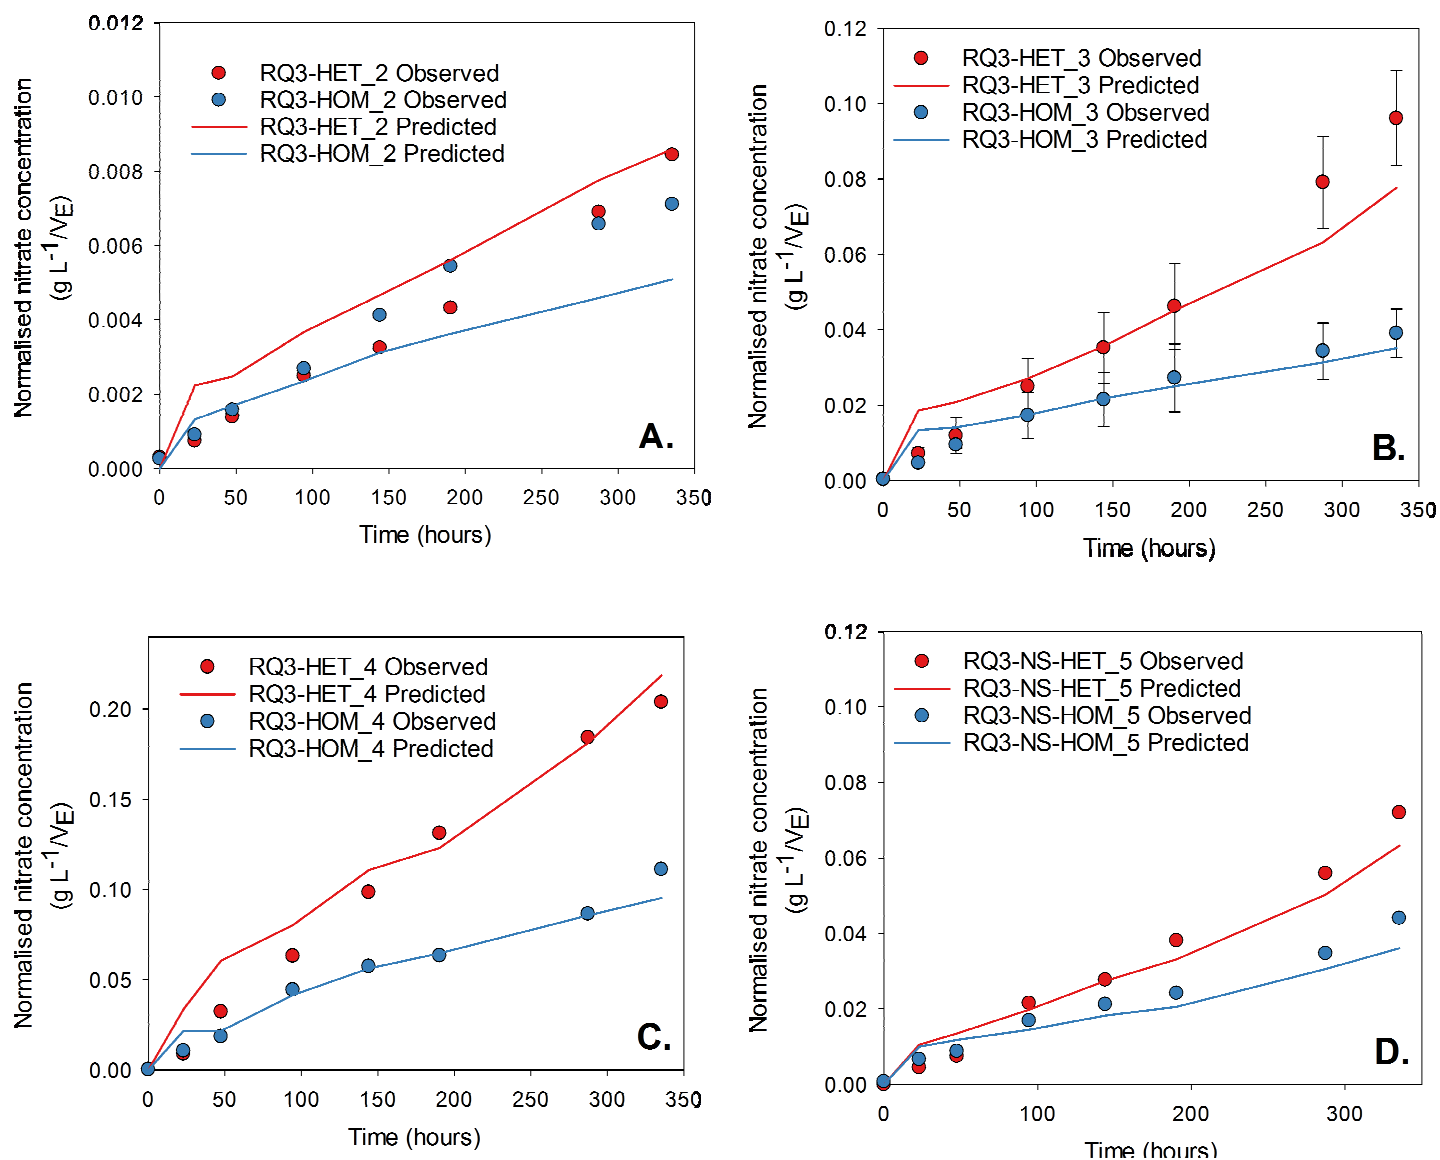 0.012
0.010
0.008
0.006
0.004
0.002
0.000
Normalised nitrate concentration
(g L-1/VE)
RQ3-HET_2 Observed
RQ3-HOM_2 Observed
RQ3-HET_2 Predicted
RQ3-HOM_2 Predicted
A.
0 50 100 150 200 250 300 350
Time (hours)
0.12
0.10
0.08
0.06
0.04
0.02
0.00
Normalised nitrate concentration
(g L-1/VE)
RQ3-HET_3 Observed
RQ3-HET_3 Predicted
RQ3-HOM_3 Observed
RQ3-HOM_3 Predicted
B.
0 50 100 150 200 250 300 350
Time (hours)
0.20
0.15
0.10
0.05
0.00
Normalised nitrate concentration
(g L-1/VE)
RQ3-HET_4 Observed
RQ3-HET_4 Predicted
RQ3-HOM_4 Observed
RQ3-HOM_4 Predicted
C.
0 50 100 150 200 250 300 350
Time (hours)
0.12
0.10
0.08
0.06
0.04
0.02
0.00
Normalised nitrate concentration
(g L-1/VE)
RQ3-NS-HET_5 Observed
RQ3-NS-HET_5 Predicted
RQ3-NS-HOM_5 Observed
RQ3-NS-HOM_5 Predicted
D.
0 100 200 300
Time (hours)